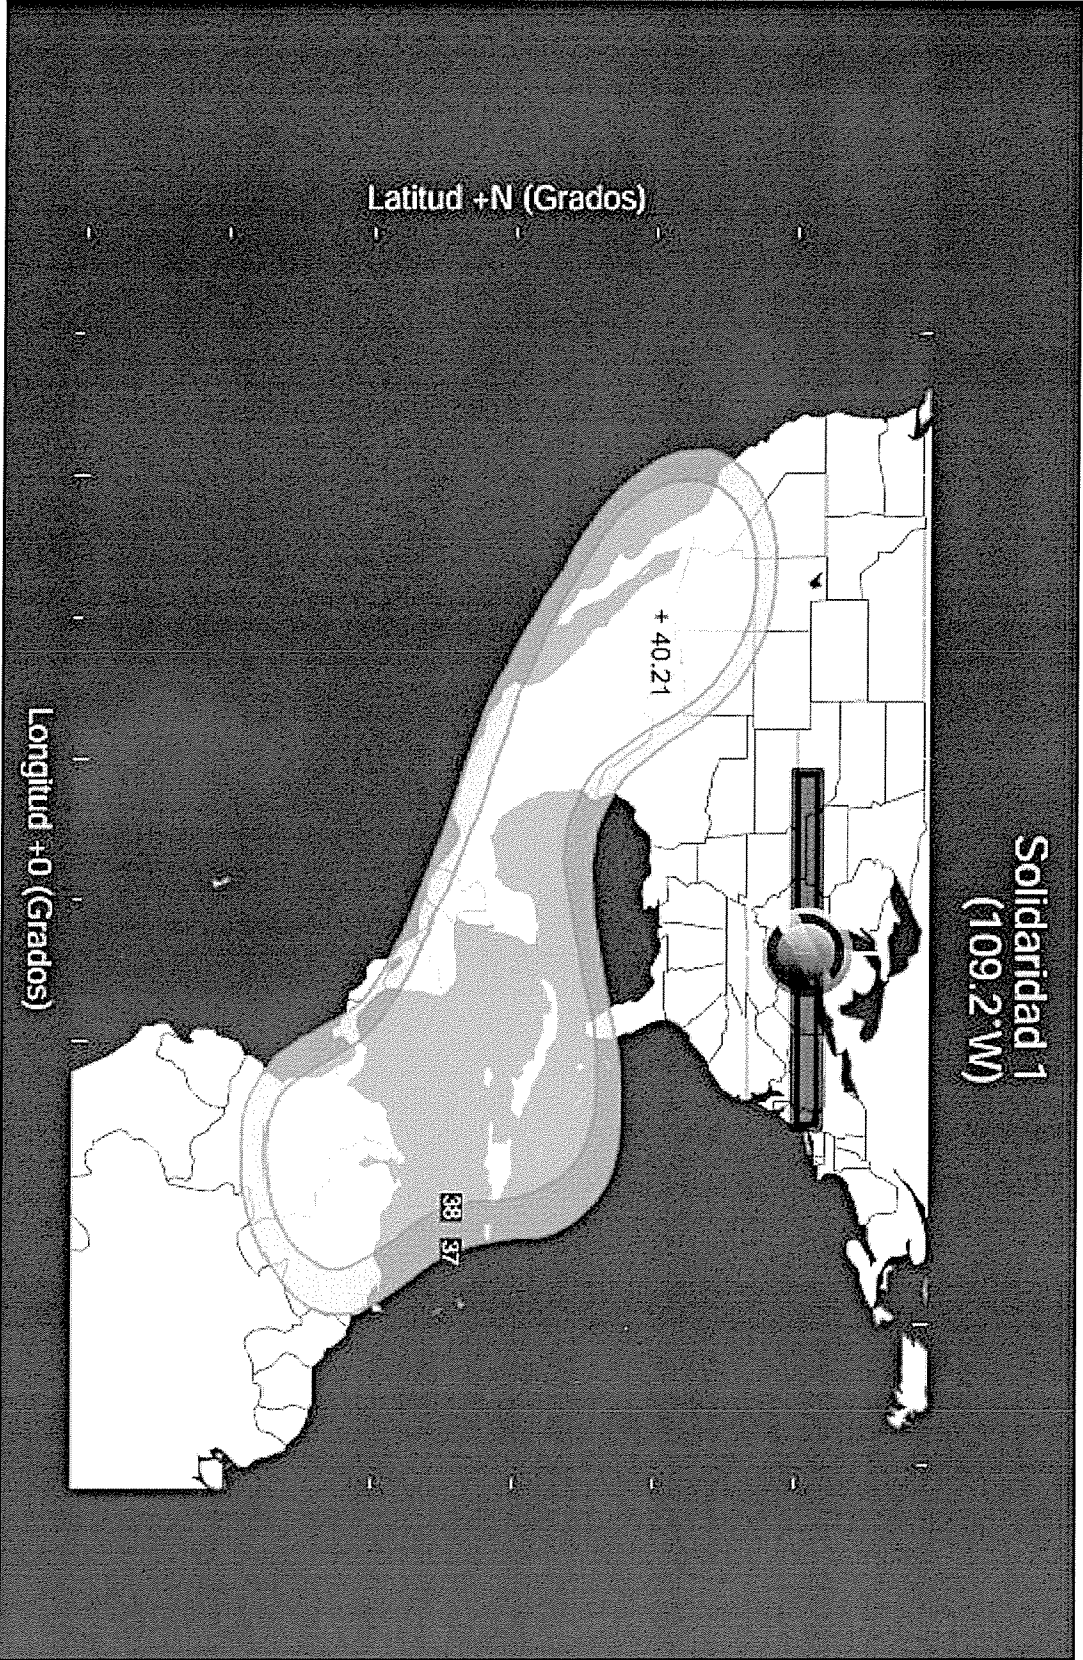 Solidaridad 1
(109.2°W)
Latitud +N (Grados)
+ 40.21
38
37
Longitud +0 (Grados)